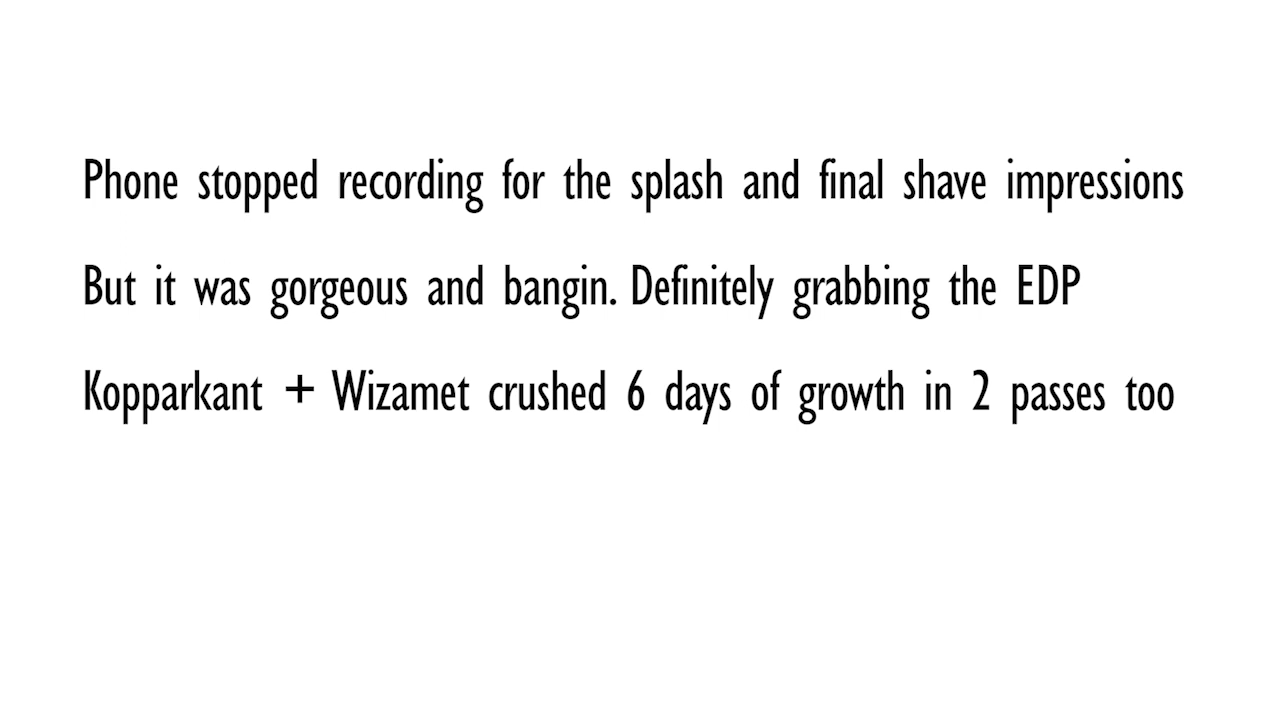 Phone stopped recording for the splash and final shave impressions
But it was gorgeous and bangin. Definitely grabbing the EDP
Kopparkant + Wizamet crushed 6 days of growth in 2 passes too